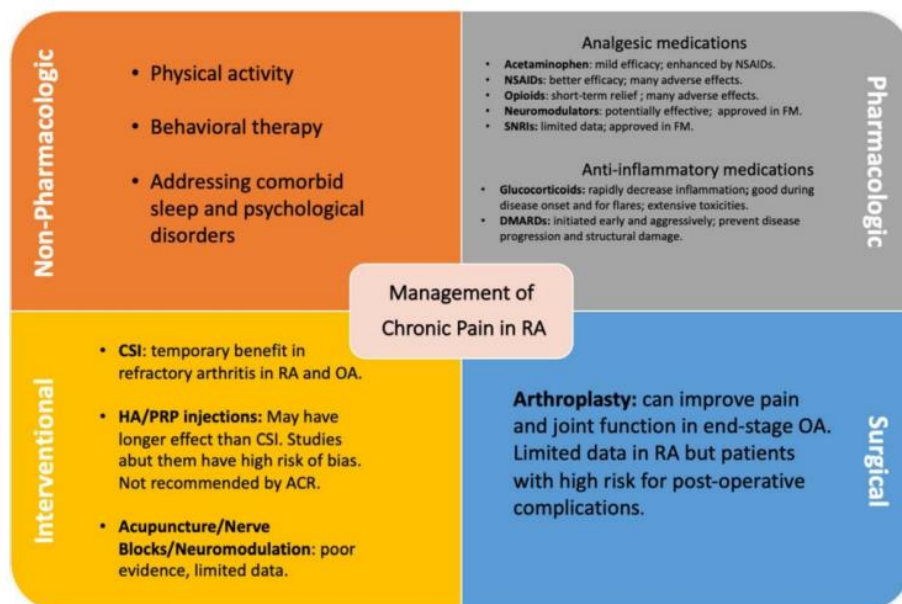 Non-Pharmacologic
• Physical activity
• Behavioral therapy
• Addressing comorbid
sleep and psychological
disorders
Analgesic medications
• Acetaminophen: mild efficacy; enhanced by NSAIDs.
• NSAIDs: better efficacy; many adverse effects.
• Opioids: short-term relief ; many adverse effects.
• Neuromodulators: potentially effective; approved in FM.
• SNRIs: limited data; approved in FM.
Anti-inflammatory medications
• Glucocorticoids: rapidly decrease inflammation; good during
disease onset and for flares; extensive toxicities.
• DMARDs: initiated early and aggressively; prevent disease
progression and structural damage.
Pharmacologic
Management of
Chronic Pain in RA
Interventional
• CSI: temporary benefit in
refractory arthritis in RA and OA.
• HA/PRP injections: May have
longer effect than CSI. Studies
abut them have high risk of bias.
Not recommended by ACR.
• Acupuncture/Nerve
Blocks/Neuromodulation: poor
evidence, limited data.
Arthroplasty: can improve pain
and joint function in end-stage OA.
Limited data in RA but patients
with high risk for post-operative
complications.
Surgical